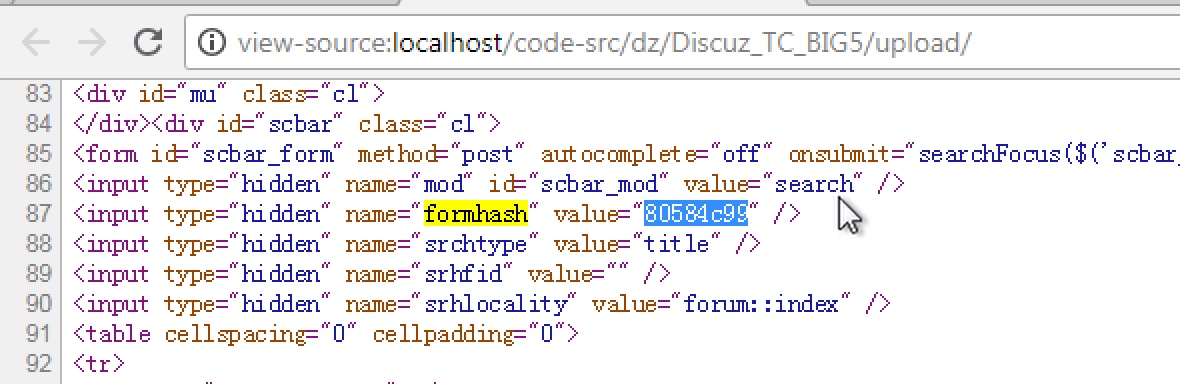 view-source:localhost/code-src/dz/Discuz_TC_BIG5/upload/
83 <div id="mu" class="cl">
84 </div><div id="scbar" class="cl">
85 <form id="scbar_form" method="post" autocomplete="off" onsubmit="searchFocus($('scbar_
86 <input type="hidden" name="mod" id="scbar_mod" value="search" />
87 <input type="hidden" name="formhash" value="80584c99" />
88 <input type="hidden" name="srchtype" value="title" />
89 <input type="hidden" name="srhfid" value="" />
90 <input type="hidden" name="srhlocality" value="forum::index" />
91 <table cellspacing="0" cellpadding="0">
92 <tr>